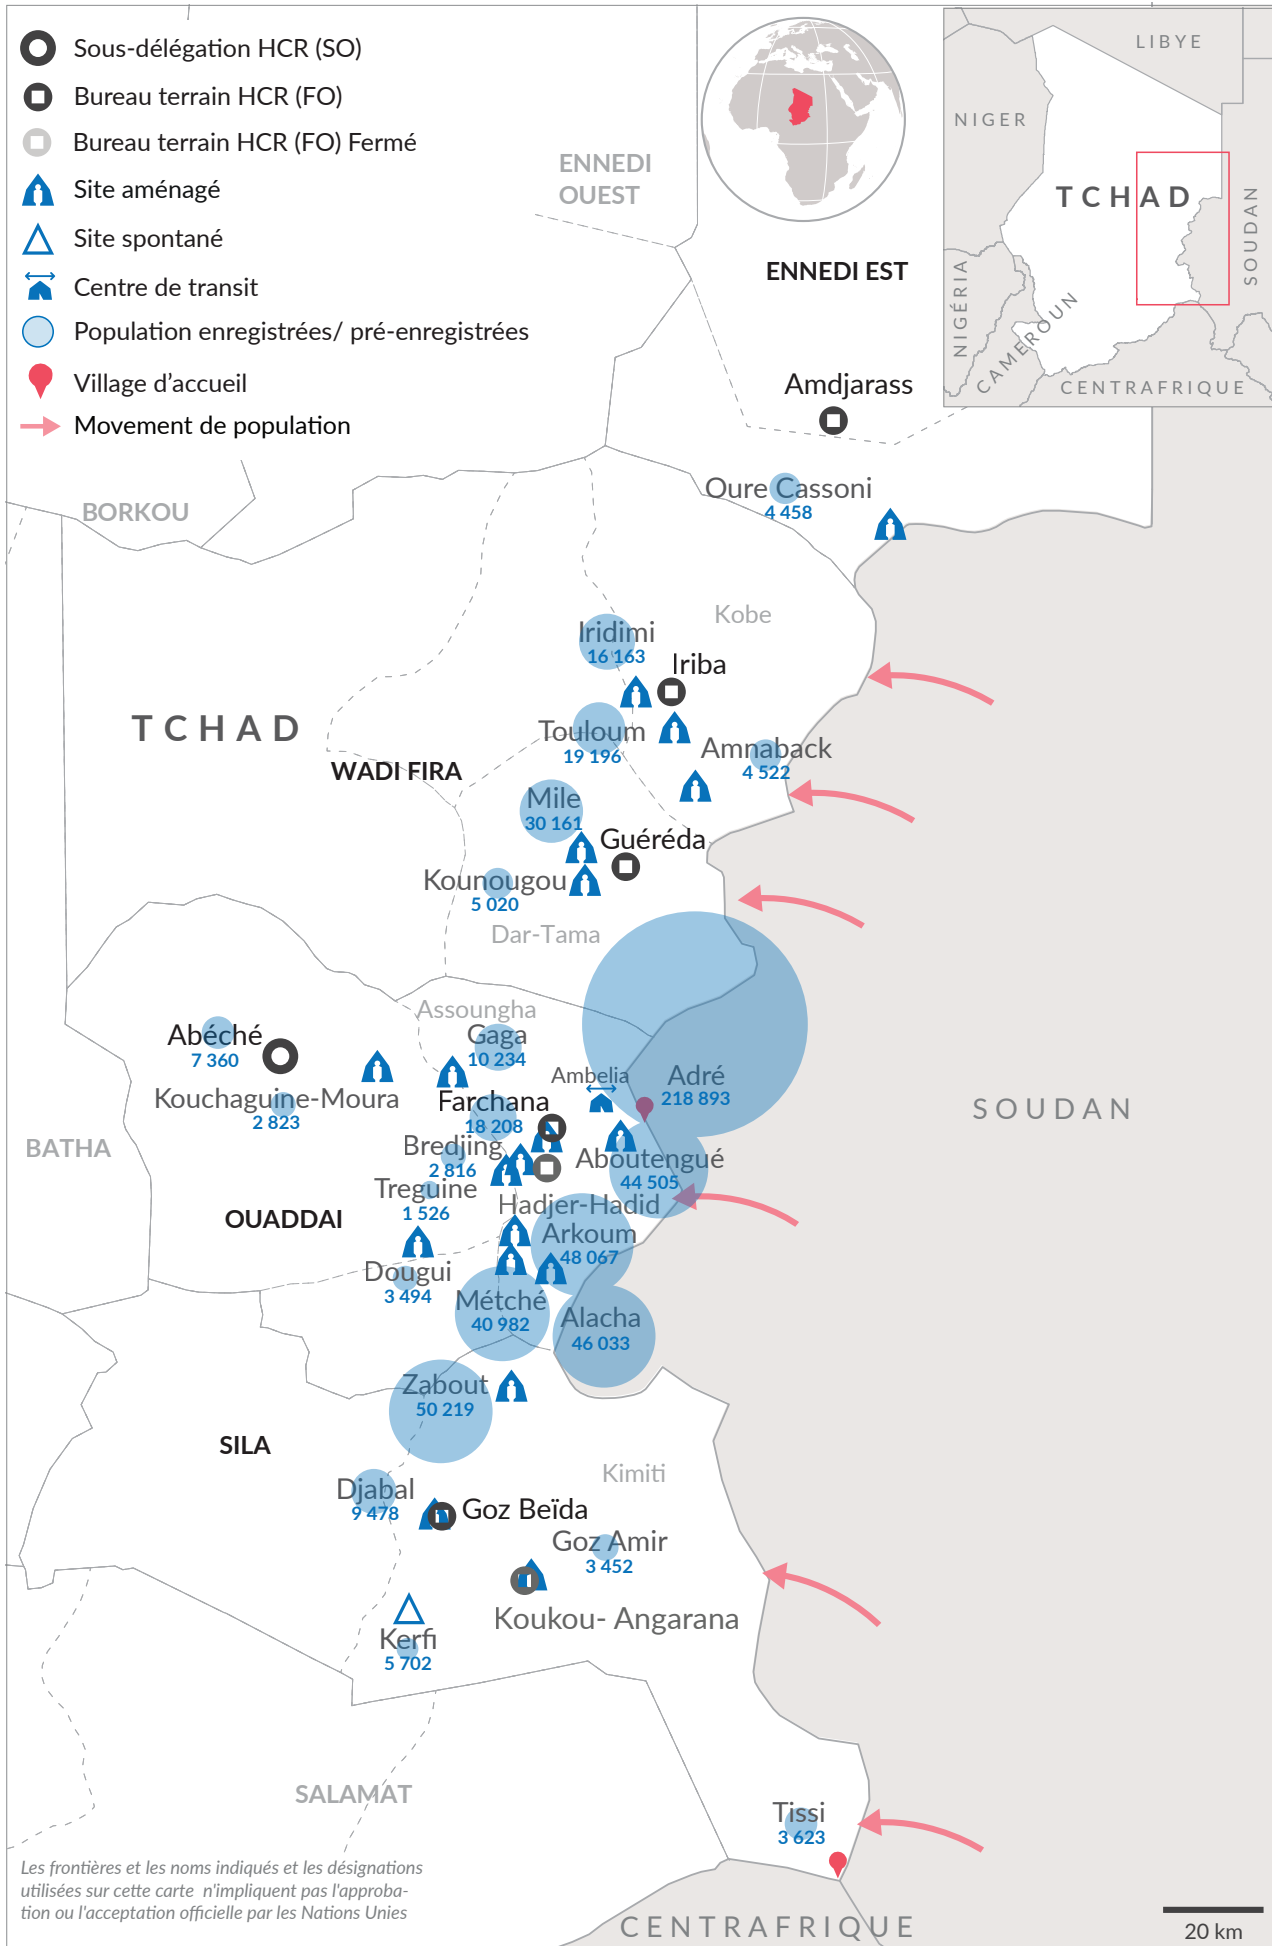 Sous-délégation HCR (SO)
Bureau terrain HCR (FO)
Bureau terrain HCR (FO) Fermé
Site aménagé
Site spontané
Centre de transit
Population enregistrées/ pré-enregistrées
Village d'accueil
Movement de population
LIBYE
NIGER
TCHAD
SOUDAN
NIGÉRIA
CAMEROUN
CENTRAFRIQUE
ENNEDI
OUEST
ENNEDI EST
Amdjarass
Oure Cassoni
4 458
BORKOU
Kobe
Iridimi
16 163
Iriba
TCHAD
Touloum
19 196
Amnaback
4 522
WADI FIRA
Mile
30 161
Guéréda
Kounougou
5 020
Dar-Tama
Assoungha
Gaga
10 234
Abéché
7 360
Ambelia
Adré
218 893
Kouchaguine-Moura
2 823
Farchana
18 208
SOUDAN
BATHA
Bredjing
2 816
Aboutengué
44 505
Treguine
1 526
Hadjer-Hadid
OUADDAI
Arkoum
48 067
Dougui
3 494
Métché
40 982
Alacha
46 033
Zabout
50 219
SILA
Kimiti
Djabal
9 478
Goz Beïda
Goz Amir
3 452
Koukou- Angarana
Kerfi
5 702
SALAMAT
Tissi
3 623
Les frontières et les noms indiqués et les désignations
utilisées sur cette carte n'impliquent pas l'approba-
tion ou l'acceptation officielle par les Nations Unies
CENTRAFRIQUE
20 km